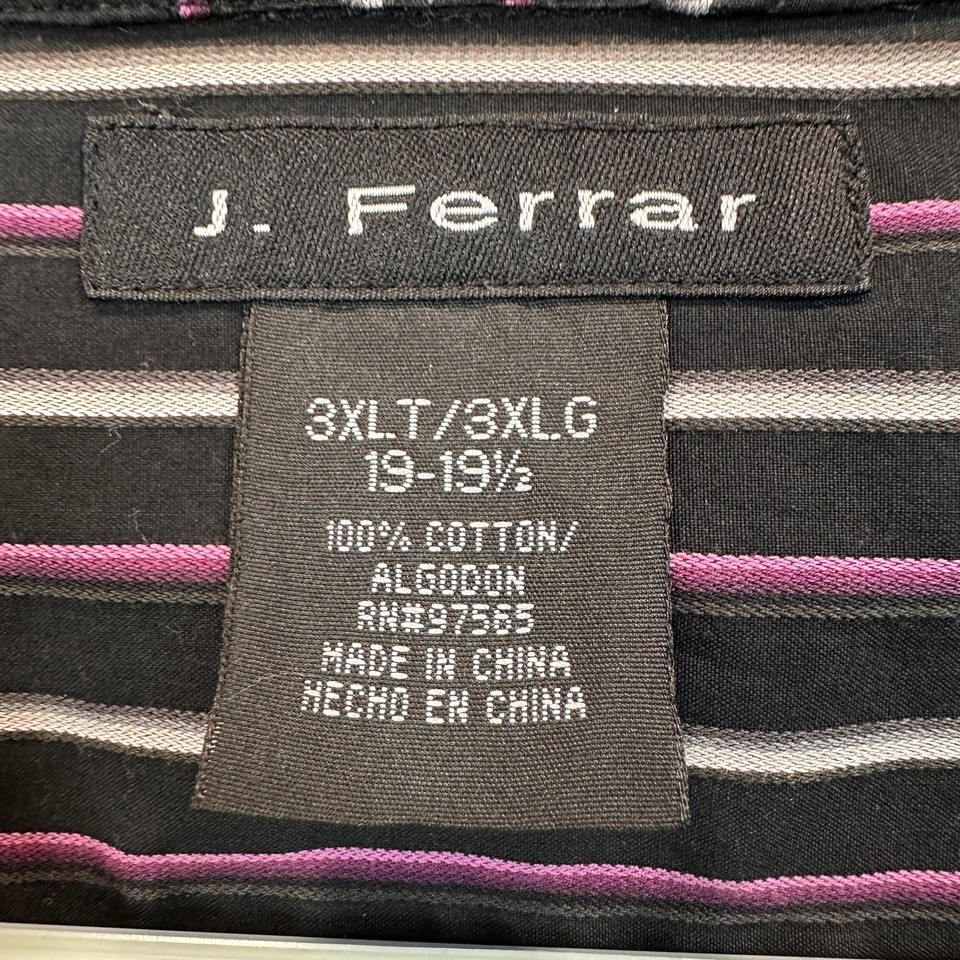 J. Ferrar
3XLT/3XLG
19-19½
100% COTTON/
ALGODON
RN#97565
MADE IN CHINA
HECHO EN CHINA